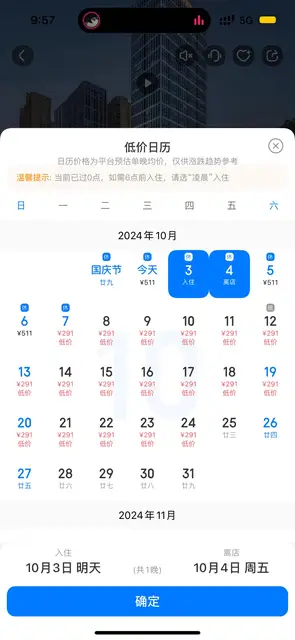 9:57
5G
低价日历
日历价格为平台预估单晚均价,仅供涨跌趋势参考
温馨提示: 当前已过0点,如需6点前入住,请选“凌晨”入住
日 一 二 三 四 五 六
2024年10月
休 休 休 休 休
国庆节 今天 3 4 5
廿九 ¥511 入住 离店 ¥511
休 休 班
6 7 8 9 10 11 12
¥511 ¥291 ¥291 ¥291 ¥291 ¥291 ¥291
低价 低价 低价 低价 低价 低价
13 14 15 16 17 18 19
¥291 ¥291 ¥291 ¥291 ¥291 ¥291 ¥291
低价 低价 低价 低价 低价 低价 低价
20 21 22 23 24 25 26
¥291 ¥291 ¥291 ¥291 ¥291 廿三 廿四
低价 低价 低价 低价 低价
27 28 29 30 31
廿五 廿六 廿七 廿八 廿九
10
2024年11月
入住 离店
10月3日 明天 (共1晚) 10月4日 周五
确定